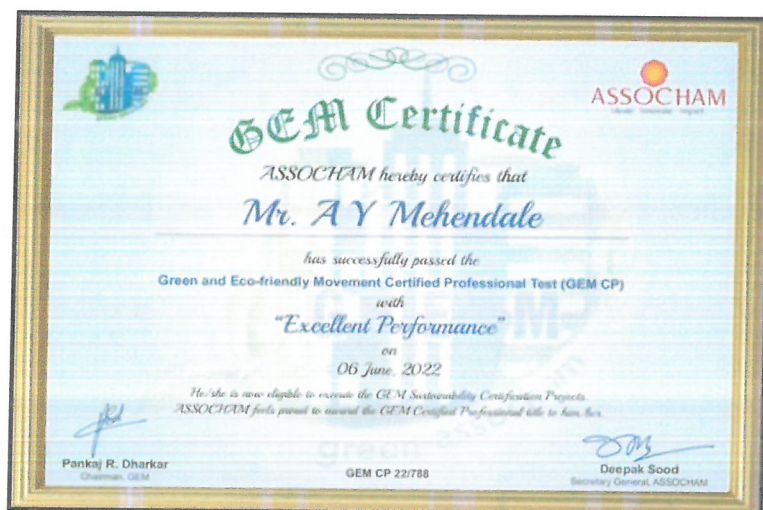 ASSOCHAM
GEM Certificate
ASSOCHAM hereby certifies that
Mr. A Y Mehendale
has successfully passed the
Green and Eco-friendly Movement Certified Professional Test (GEM CP)
with
"Excellent Performance"
on
06 June, 2022
He/she is now eligible to execute the GEM Sustainability Certification Projects.
ASSOCHAM feels proud to award the GEM Certified Professional title to him/her.
Pankaj R. Dharkar
Chairman, GEM
GEM CP 22/788
Deepak Sood
Secretary General, ASSOCHAM